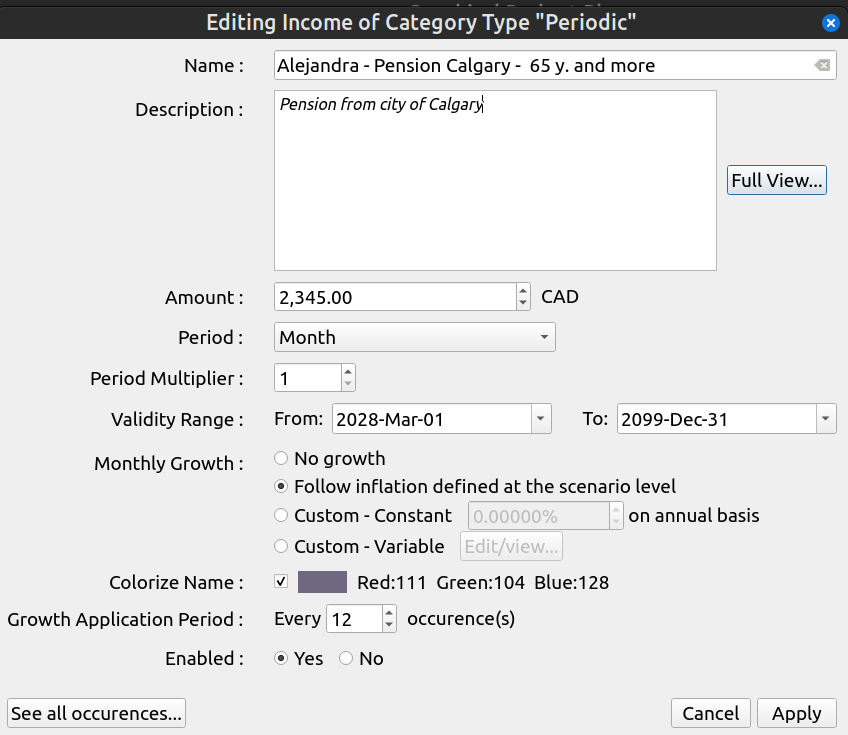 Editing Income of Category Type "Periodic"
Name : Alejandra - Pension Calgary -  65 y. and more
Description : Pension from city of Calgary
Full View...
Amount : 2,345.00 CAD
Period : Month
Period Multiplier : 1
Validity Range : From: 2028-Mar-01 To: 2099-Dec-31
Monthly Growth : No growth
Follow inflation defined at the scenario level
Custom - Constant 0.00000% on annual basis
Custom - Variable Edit/view...
Colorize Name : Red:111 Green:104 Blue:128
Growth Application Period : Every 12 occurence(s)
Enabled : Yes No
See all occurences... Cancel Apply